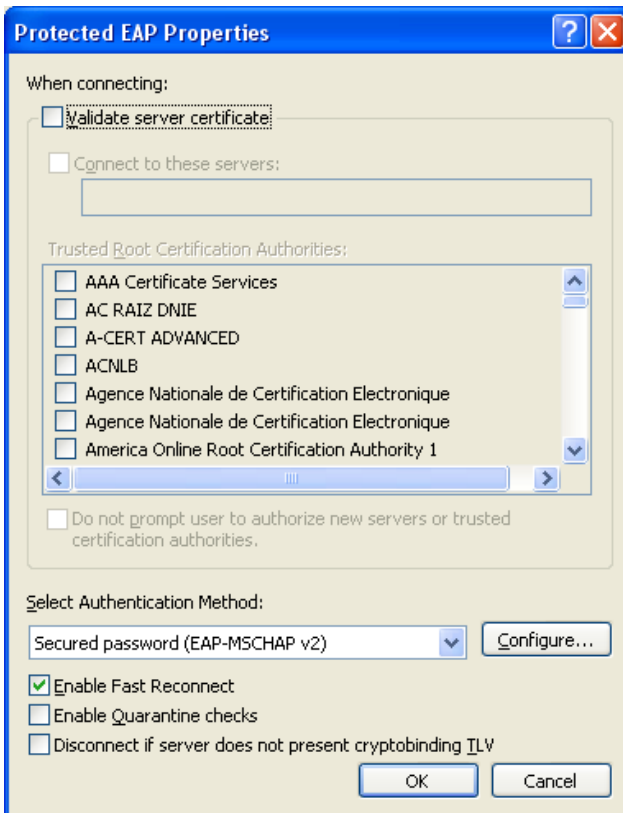 Protected EAP Properties
When connecting:
Validate server certificate
Connect to these servers:
Trusted Root Certification Authorities:
AAA Certificate Services
AC RAIZ DNIE
A-CERT ADVANCED
ACNLB
Agence Nationale de Certification Electronique
Agence Nationale de Certification Electronique
America Online Root Certification Authority 1
Do not prompt user to authorize new servers or trusted
certification authorities.
Select Authentication Method:
Secured password (EAP-MSCHAP v2) Configure...
Enable Fast Reconnect
Enable Quarantine checks
Disconnect if server does not present cryptobinding TLV
OK Cancel